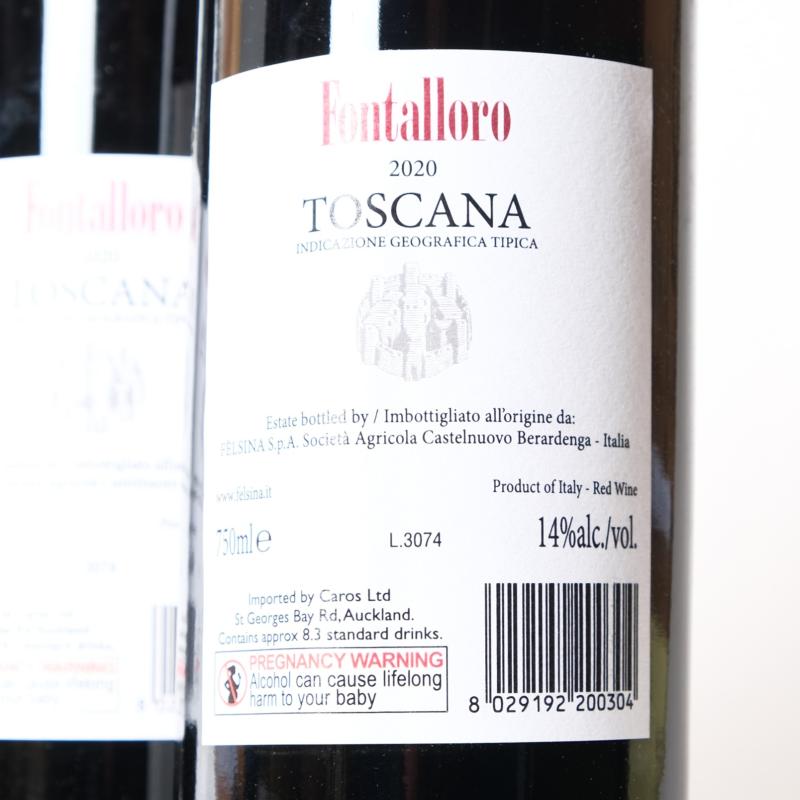 Fontalloro
2020
TOSCANA
INDICAZIONE GEOGRAFICA TIPICA
Estate bottled by / Imbottigliato all'origine da:
FÈLSINA S.p.A. Società Agricola Castelnuovo Berardenga - Italia
www.felsina.it
Product of Italy - Red Wine
750ml e
L.3074
14%alc./vol.
Imported by Caros Ltd
St Georges Bay Rd, Auckland.
Contains approx 8.3 standard drinks.
PREGNANCY WARNING
Alcohol can cause lifelong
harm to your baby
8 029192 200304
Fontalloro
2020
TOSCANA